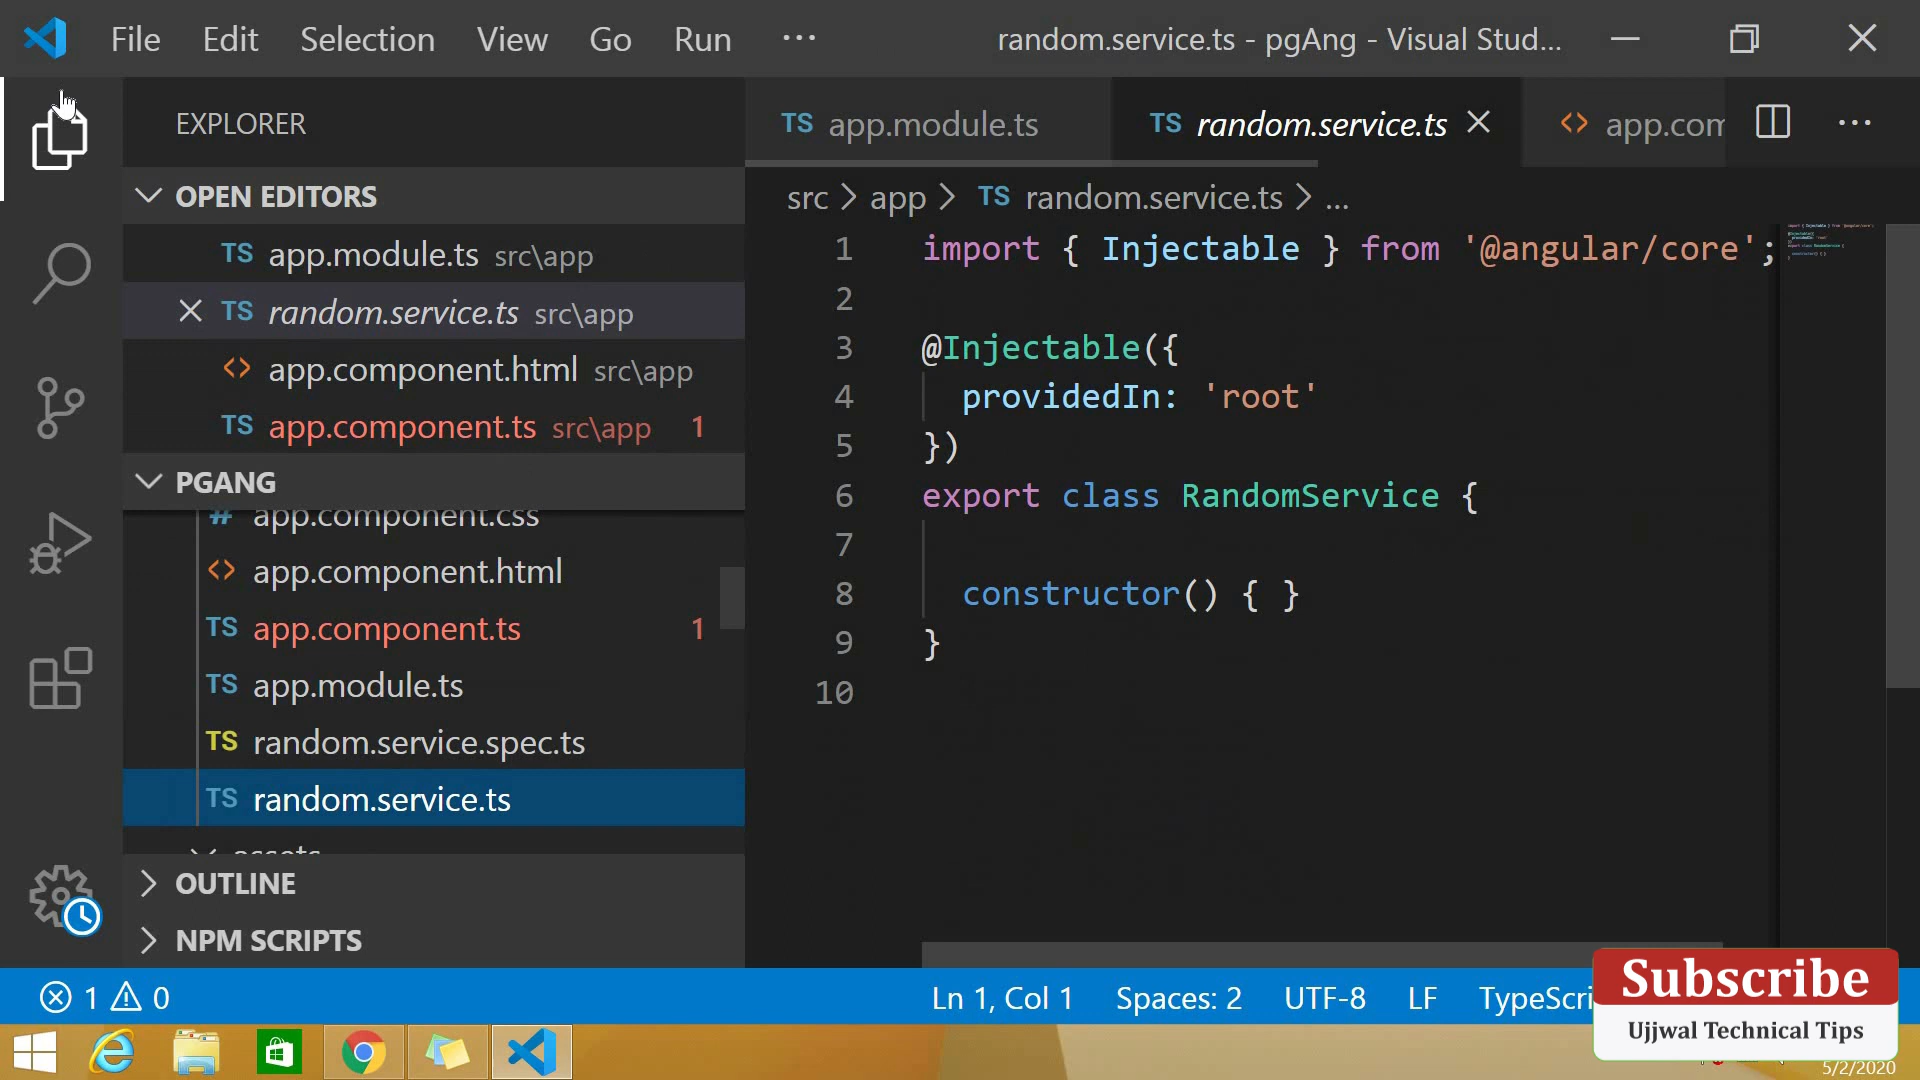 File Edit Selection View Go Run ...
random.service.ts - pgAng - Visual Stud...
EXPLORER
OPEN EDITORS
TS app.module.ts src\app
TS random.service.ts src\app
<> app.component.html src\app
TS app.component.ts src\app 1
PGANG
# app.component.css
<> app.component.html
TS app.component.ts 1
TS app.module.ts
TS random.service.spec.ts
TS random.service.ts
assets
OUTLINE
NPM SCRIPTS
TS app.module.ts
TS random.service.ts
<> app.com
src > app > TS random.service.ts > ...
1 import { Injectable } from '@angular/core';
2
3 @Injectable({
4 providedIn: 'root'
5 })
6 export class RandomService {
7
8 constructor() { }
9 }
10
1 0
Ln 1, Col 1 Spaces: 2 UTF-8 LF TypeScri
Subscribe
Ujjwal Technical Tips
5/2/2020